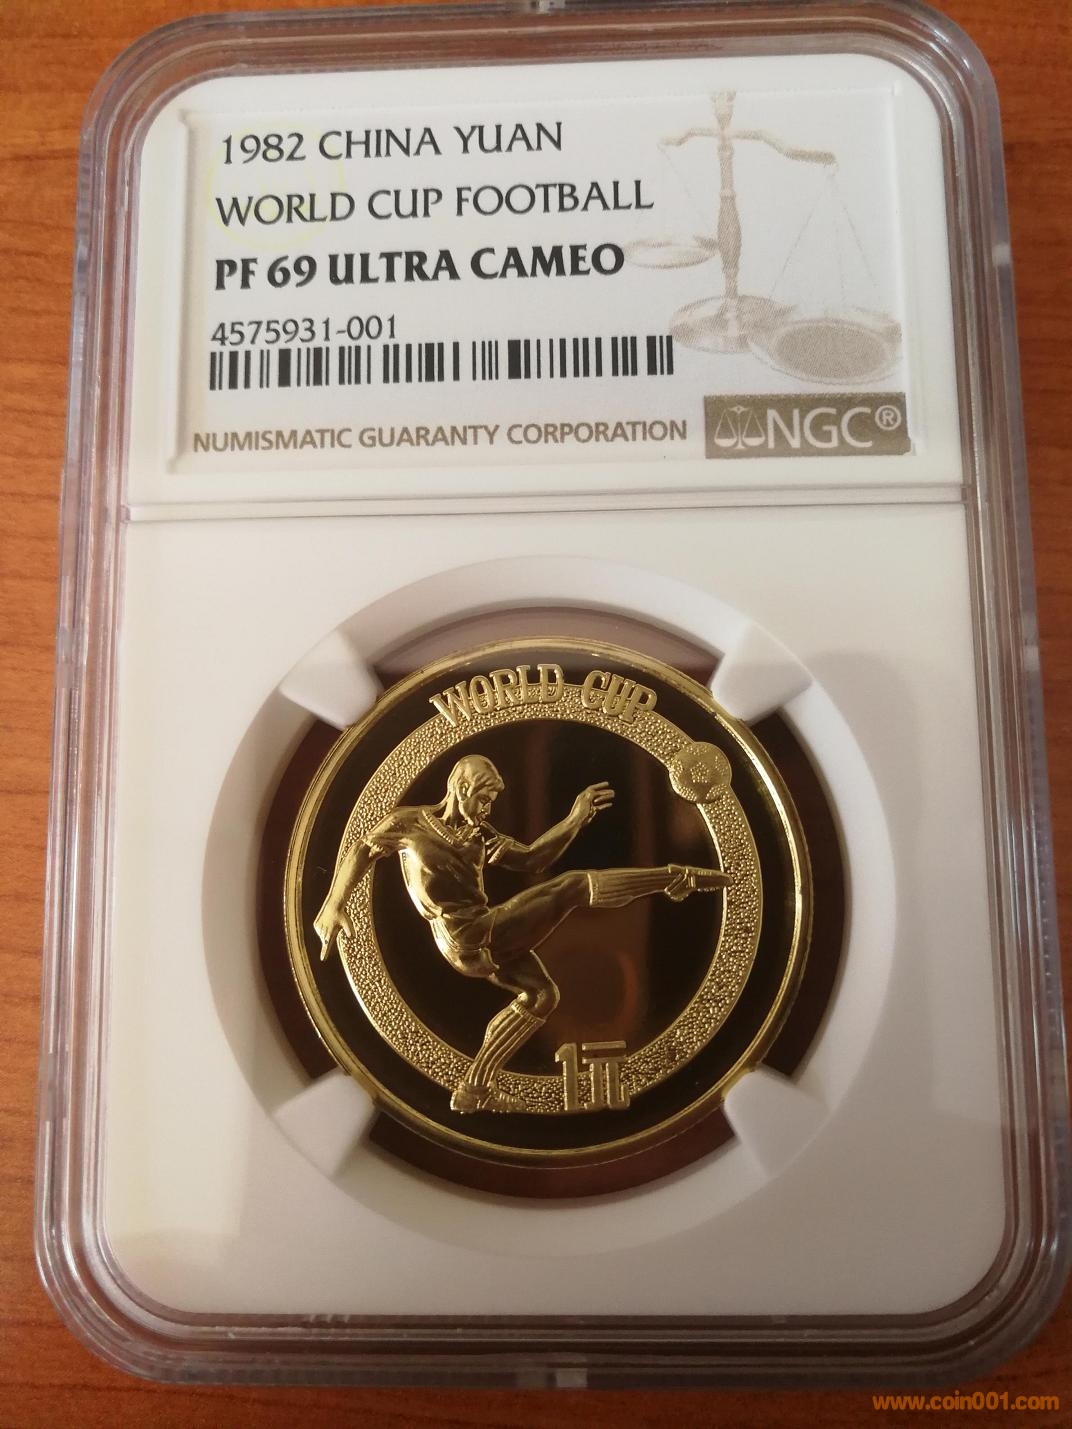 1982 CHINA YUAN
WORLD CUP FOOTBALL
PF 69 ULTRA CAMEO
4575931-001
NUMISMATIC GUARANTY CORPORATION
NGC®
WORLD CUP
1元
www.coin001.com